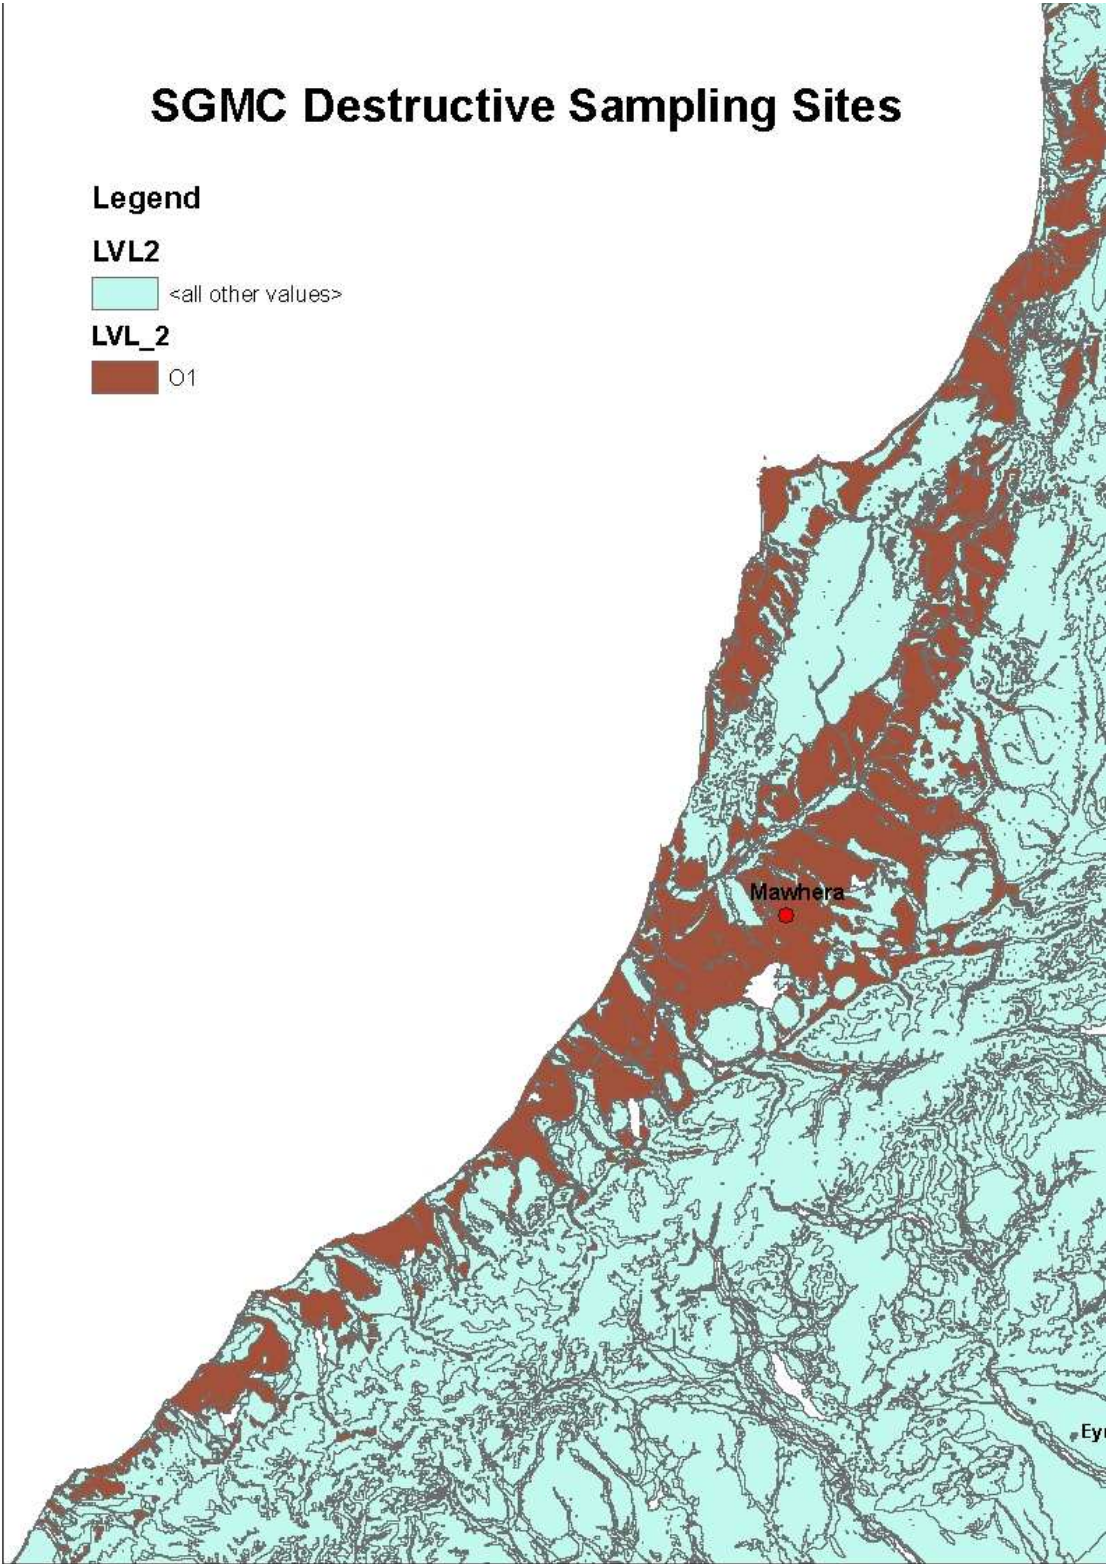 SGMC Destructive Sampling Sites
Legend
LVL2
<all other values>
LVL_2
O1
Mawhera